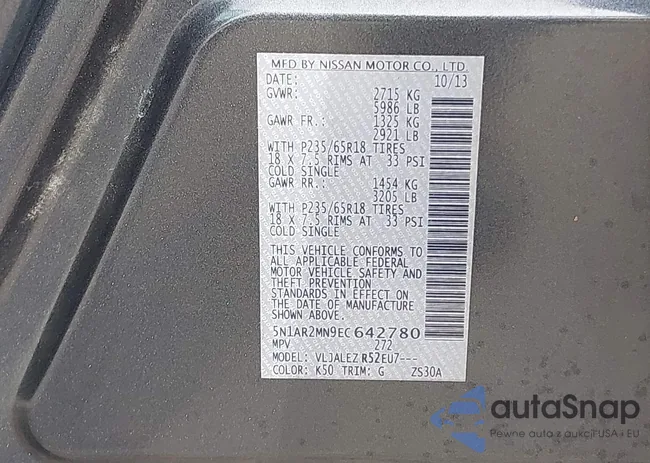 MFD BY NISSAN MOTOR CO., LTD.
DATE: 10/13
GVWR: 2715 KG
5986 LB
GAWR FR.: 1325 KG
2921 LB
WITH P235/65R18 TIRES
18 X 7.5 RIMS AT 33 PSI
COLD SINGLE
GAWR RR.: 1454 KG
3205 LB
WITH P235/65R18 TIRES
18 X 7.5 RIMS AT 33 PSI
COLD SINGLE
THIS VEHICLE CONFORMS TO
ALL APPLICABLE FEDERAL
MOTOR VEHICLE SAFETY AND
THEFT PREVENTION
STANDARDS IN EFFECT ON
THE DATE OF MANUFACTURE
SHOWN ABOVE.
5N1AR2MN9EC642780
MPV 272
MODEL: VLJALEZ R52EU7---
COLOR: K50 TRIM: G ZS30A
autaSnap
Pewne auta z aukcji USA i EU